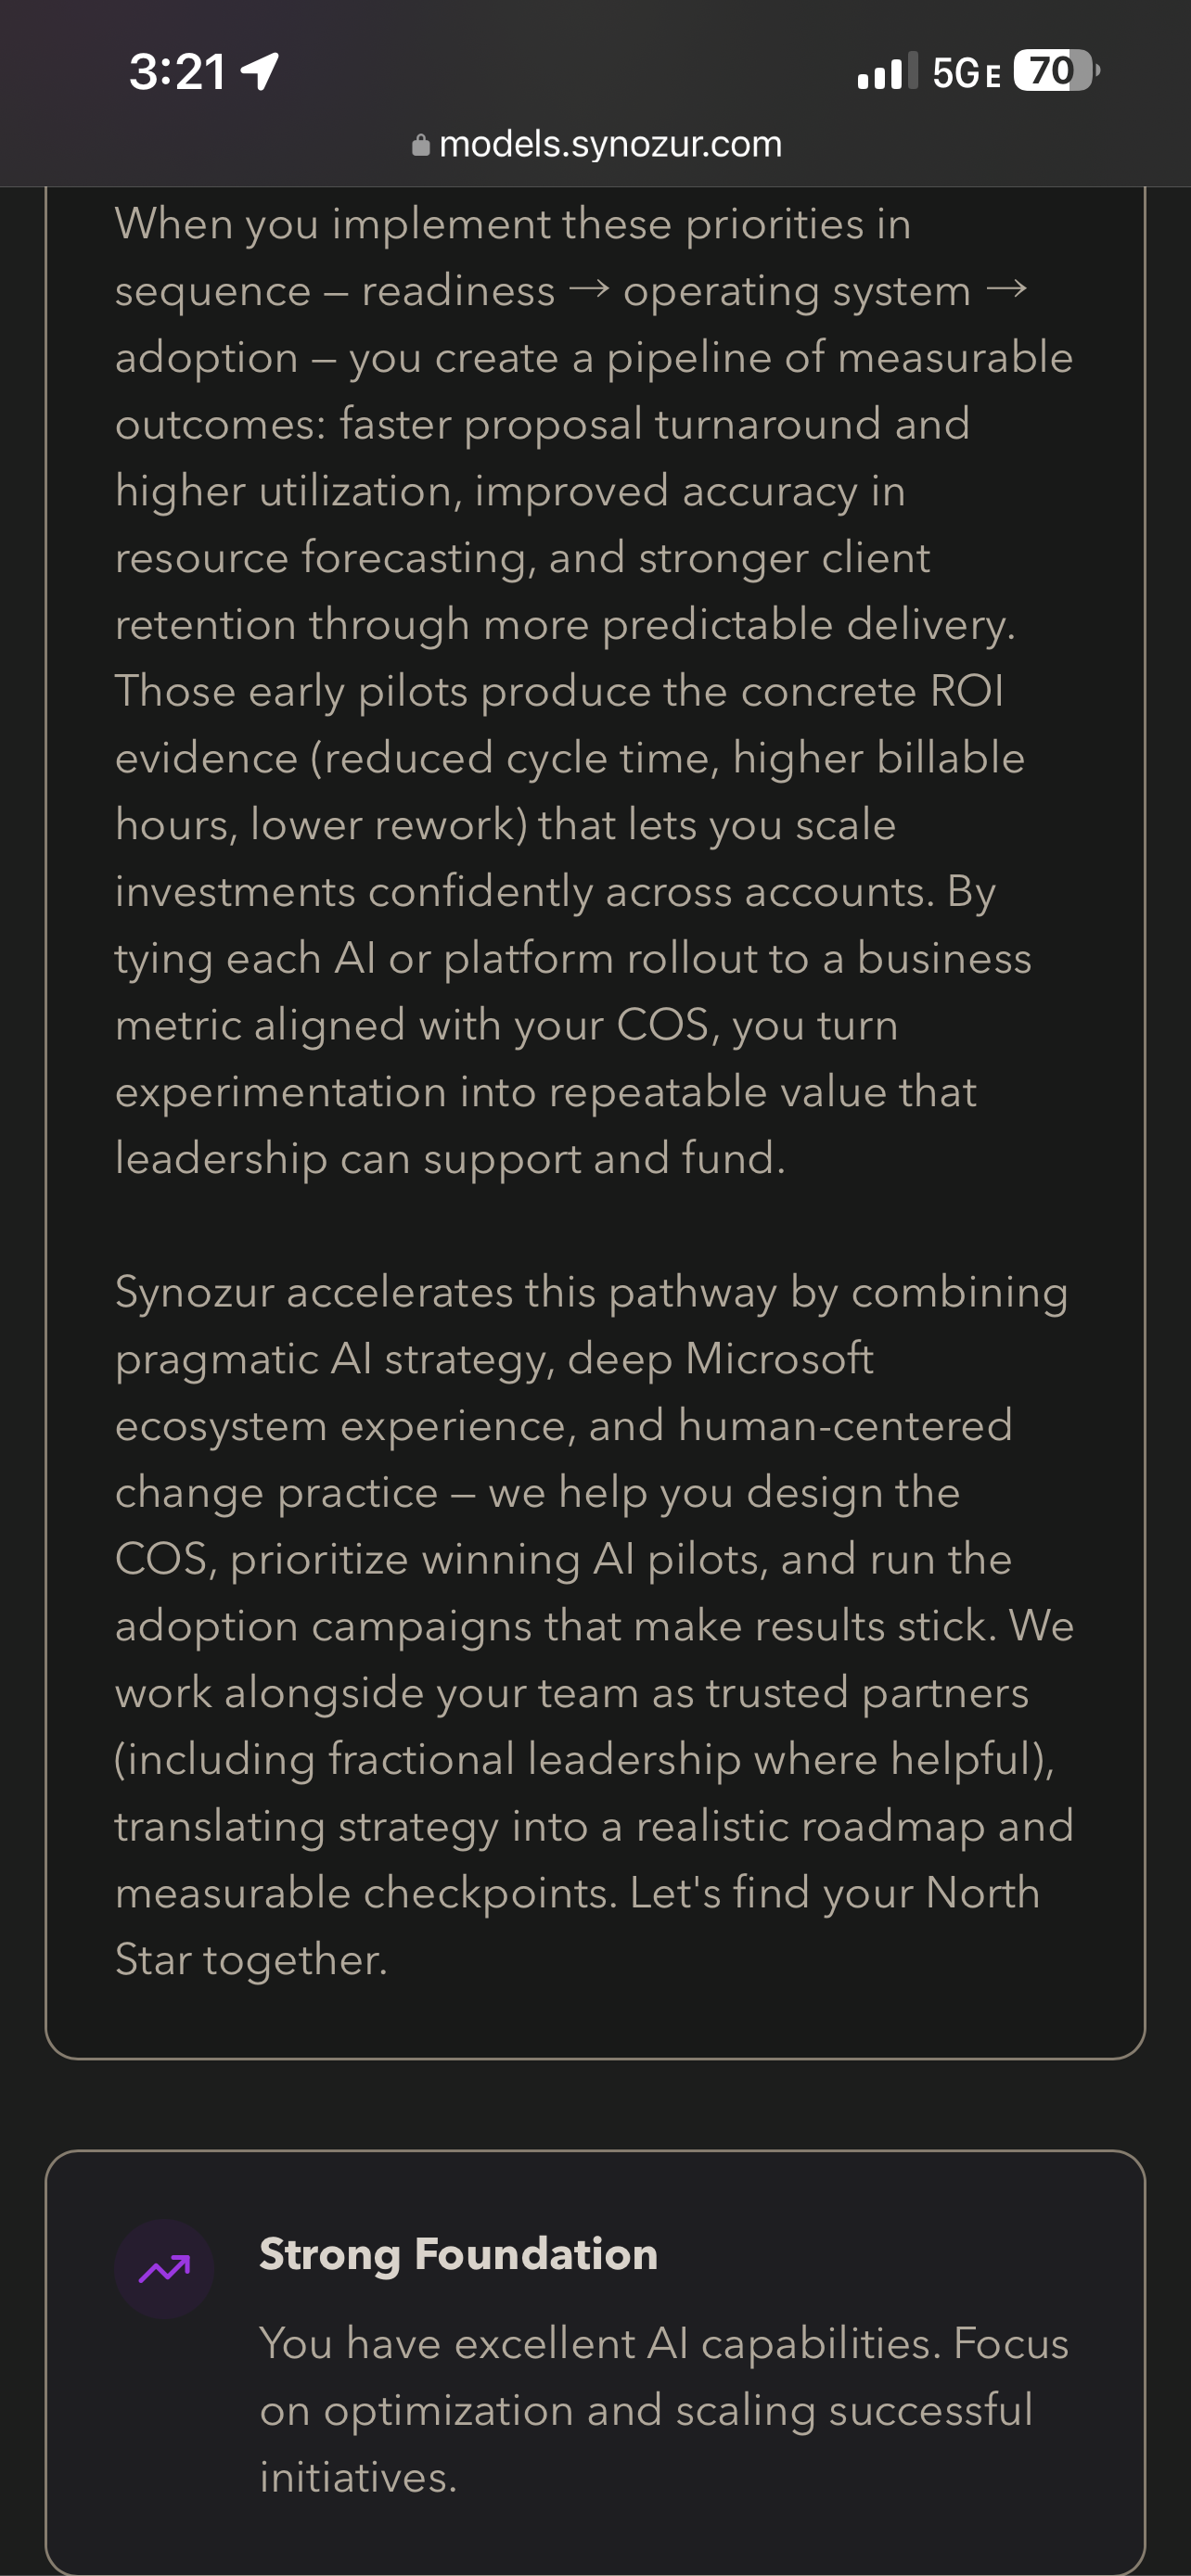 3:21
5GE 70
models.synozur.com
When you implement these priorities in
sequence – readiness → operating system →
adoption – you create a pipeline of measurable
outcomes: faster proposal turnaround and
higher utilization, improved accuracy in
resource forecasting, and stronger client
retention through more predictable delivery.
Those early pilots produce the concrete ROI
evidence (reduced cycle time, higher billable
hours, lower rework) that lets you scale
investments confidently across accounts. By
tying each AI or platform rollout to a business
metric aligned with your COS, you turn
experimentation into repeatable value that
leadership can support and fund.
Synozur accelerates this pathway by combining
pragmatic AI strategy, deep Microsoft
ecosystem experience, and human-centered
change practice – we help you design the
COS, prioritize winning AI pilots, and run the
adoption campaigns that make results stick. We
work alongside your team as trusted partners
(including fractional leadership where helpful),
translating strategy into a realistic roadmap and
measurable checkpoints. Let's find your North
Star together.
Strong Foundation
You have excellent AI capabilities. Focus
on optimization and scaling successful
initiatives.